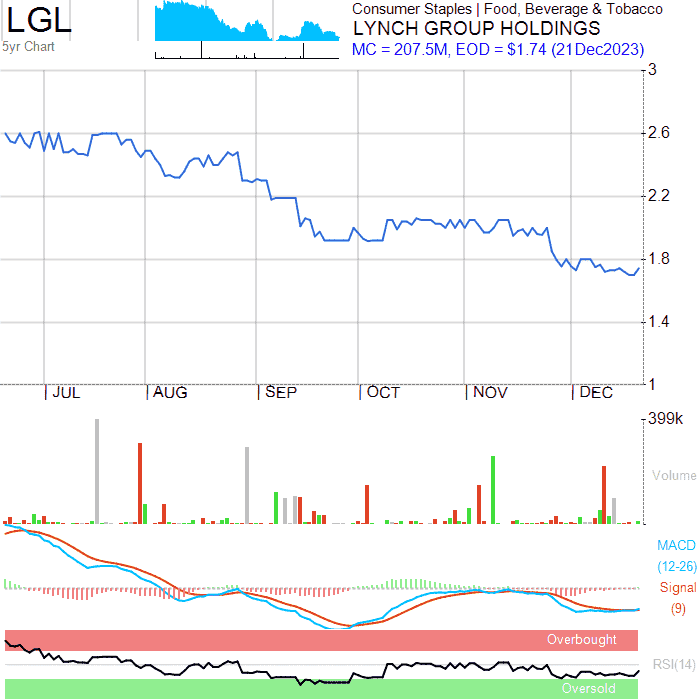 LGL
5yr Chart
Consumer Staples | Food, Beverage & Tobacco
LYNCH GROUP HOLDINGS
MC = 207.5M, EOD = $1.74 (21Dec2023)
3
2.6
2.2
1.8
1.4
1
JUL AUG SEP OCT NOV DEC
399k
Volume
MACD
(12-26)
Signal
(9)
Overbought
RSI(14)
Oversold